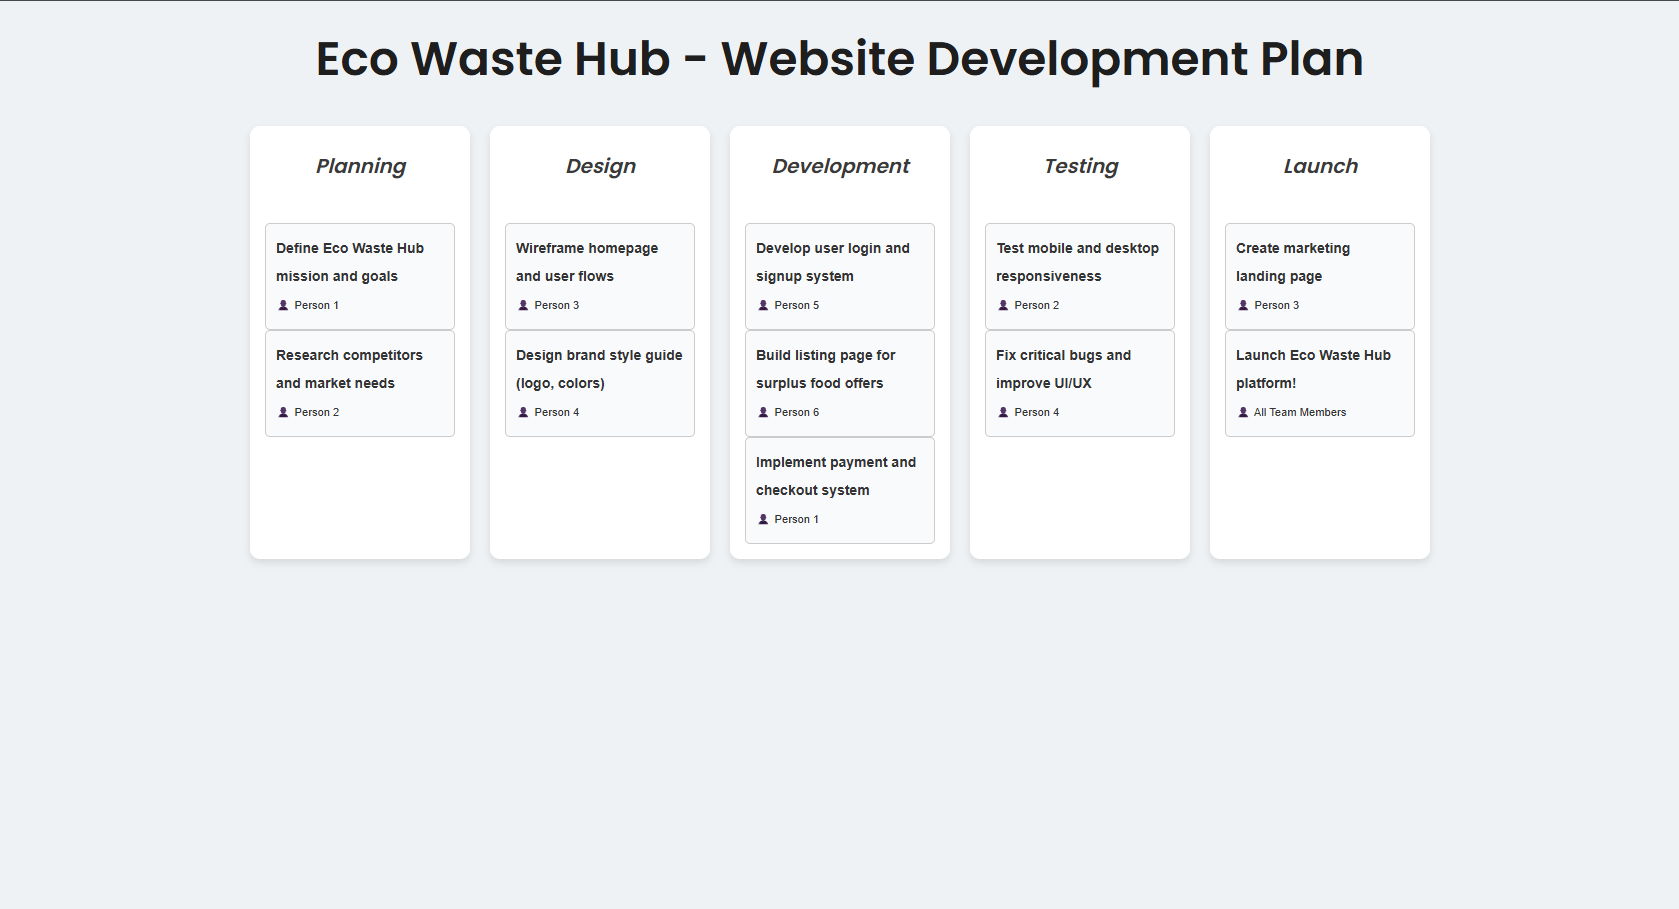 Eco Waste Hub - Website Development Plan
Planning
Define Eco Waste Hub
mission and goals
Person 1
Research competitors
and market needs
Person 2
Design
Wireframe homepage
and user flows
Person 3
Design brand style guide
(logo, colors)
Person 4
Development
Develop user login and
signup system
Person 5
Build listing page for
surplus food offers
Person 6
Implement payment and
checkout system
Person 1
Testing
Test mobile and desktop
responsiveness
Person 2
Fix critical bugs and
improve UI/UX
Person 4
Launch
Create marketing
landing page
Person 3
Launch Eco Waste Hub
platform!
All Team Members